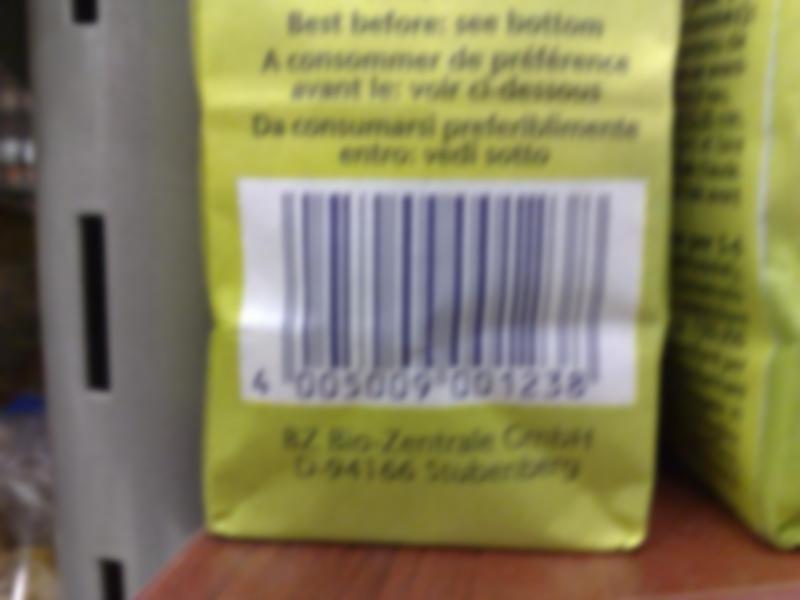 Best before: see bottom
A consommer de préférence
avant le: voir ci-dessous
Da consumarsi preferiblimente
entro: vedi sotto
4 005009 001238
BZ Bio-Zentrale GmbH
D-94166 Stubenberg